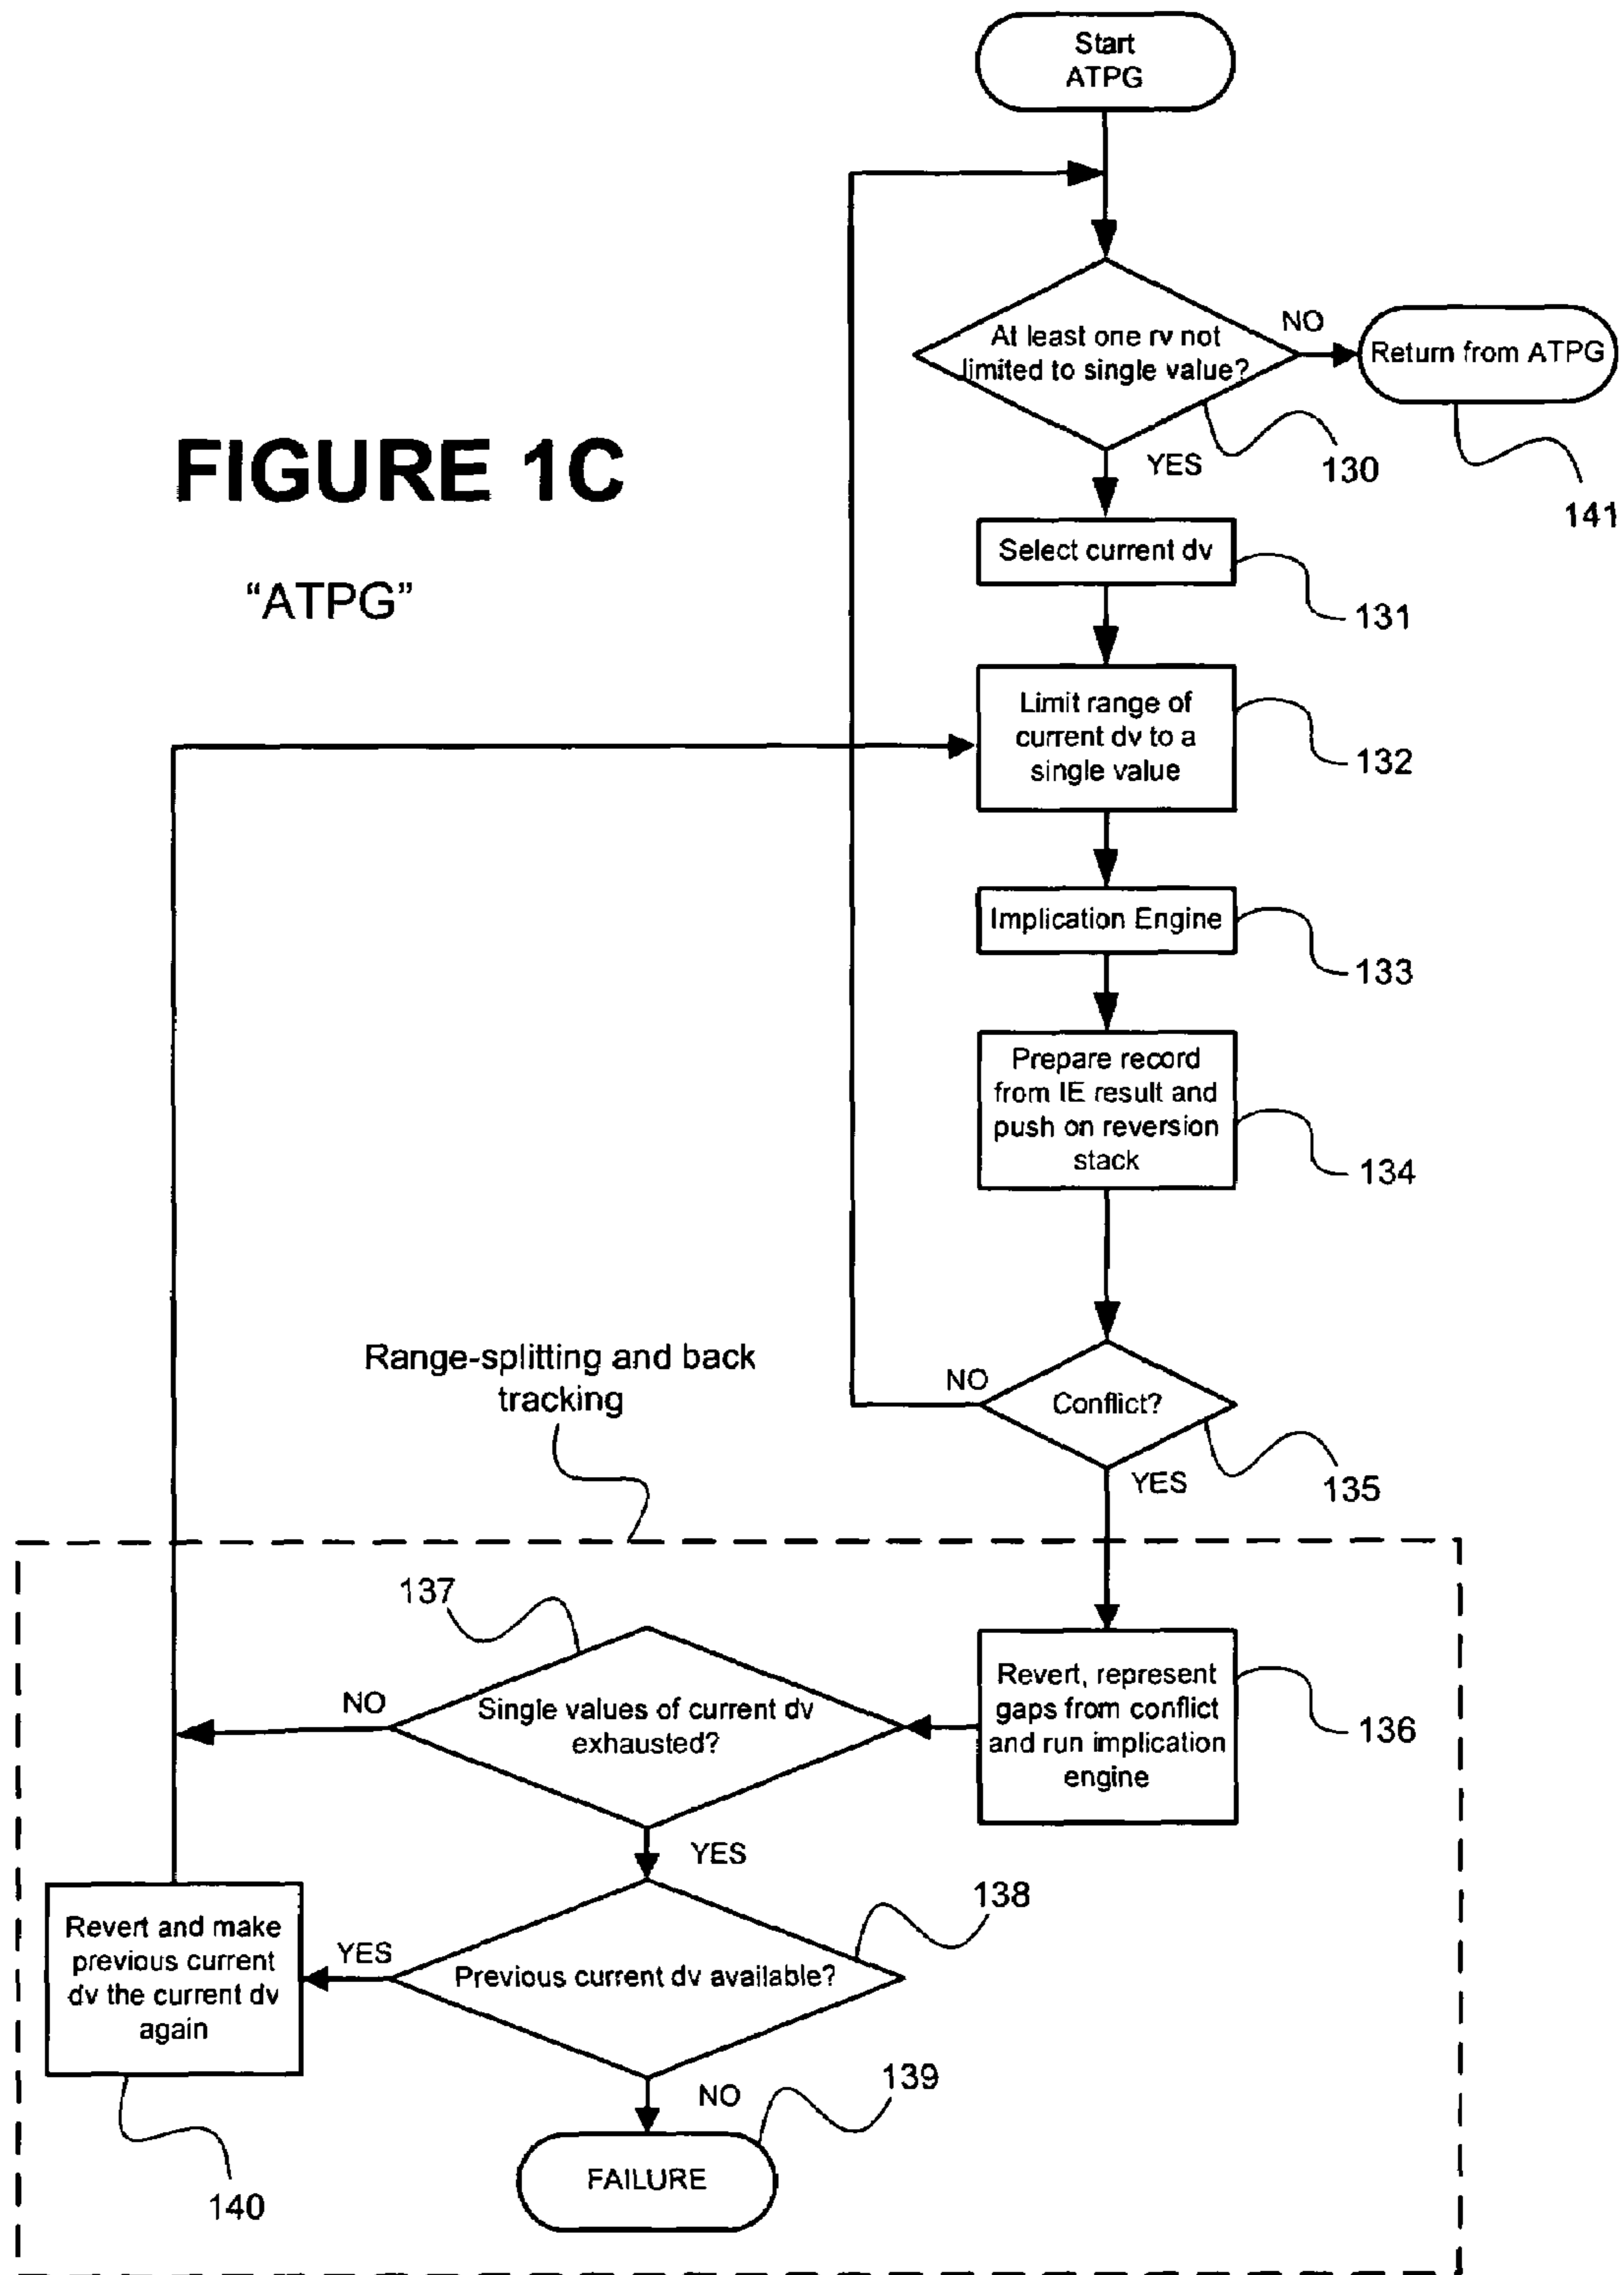 Start
ATPG
At least one rv not
limited to single value?
NO
Return from ATPG
YES
130
141
FIGURE 1C
“ATPG”
Select current dv
131
Limit range of
current dv to a
single value
132
Implication Engine
133
Prepare record
from IE result and
push on reversion
stack
134
Range-splitting and back
tracking
NO
Conflict?
YES
135
137
NO
Single values of current dv
exhausted?
Revert, represent
gaps from conflict
and run implication
engine
136
YES
138
Revert and make
previous current
dv the current dv
again
YES
Previous current dv available?
140
NO
139
FAILURE